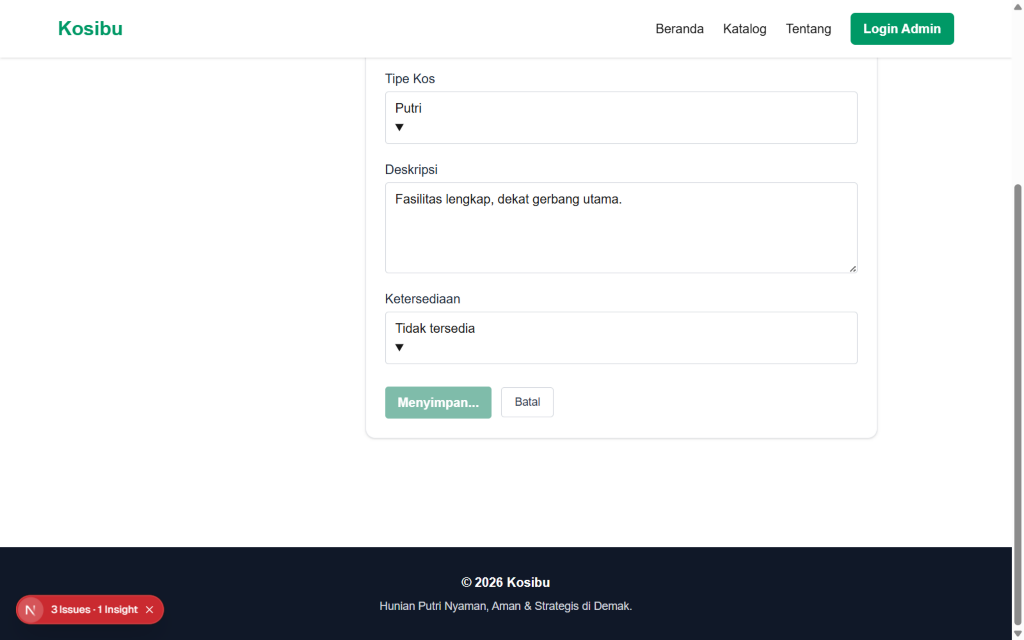 Kosibu
Beranda
Katalog
Tentang
Login Admin
Tipe Kos
Putri
▼
Deskripsi
Fasilitas lengkap, dekat gerbang utama.
Ketersediaan
Tidak tersedia
▼
Menyimpan...
Batal
© 2026 Kosibu
Hunian Putri Nyaman, Aman & Strategis di Demak.
N
3 Issues · 1 Insight